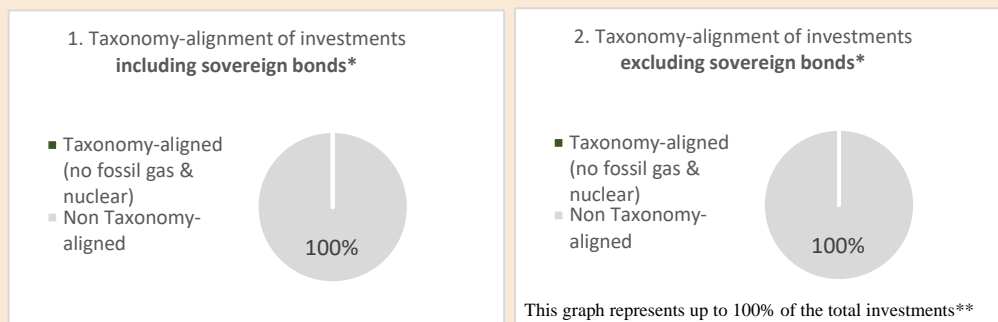 1. Taxonomy-alignment of investments
including sovereign bonds*
Taxonomy-aligned
(no fossil gas &
nuclear)
Non Taxonomy-
aligned
100%
2. Taxonomy-alignment of investments
excluding sovereign bonds*
Taxonomy-aligned
(no fossil gas &
nuclear)
Non Taxonomy-
aligned
100%
This graph represents up to 100% of the total investments**